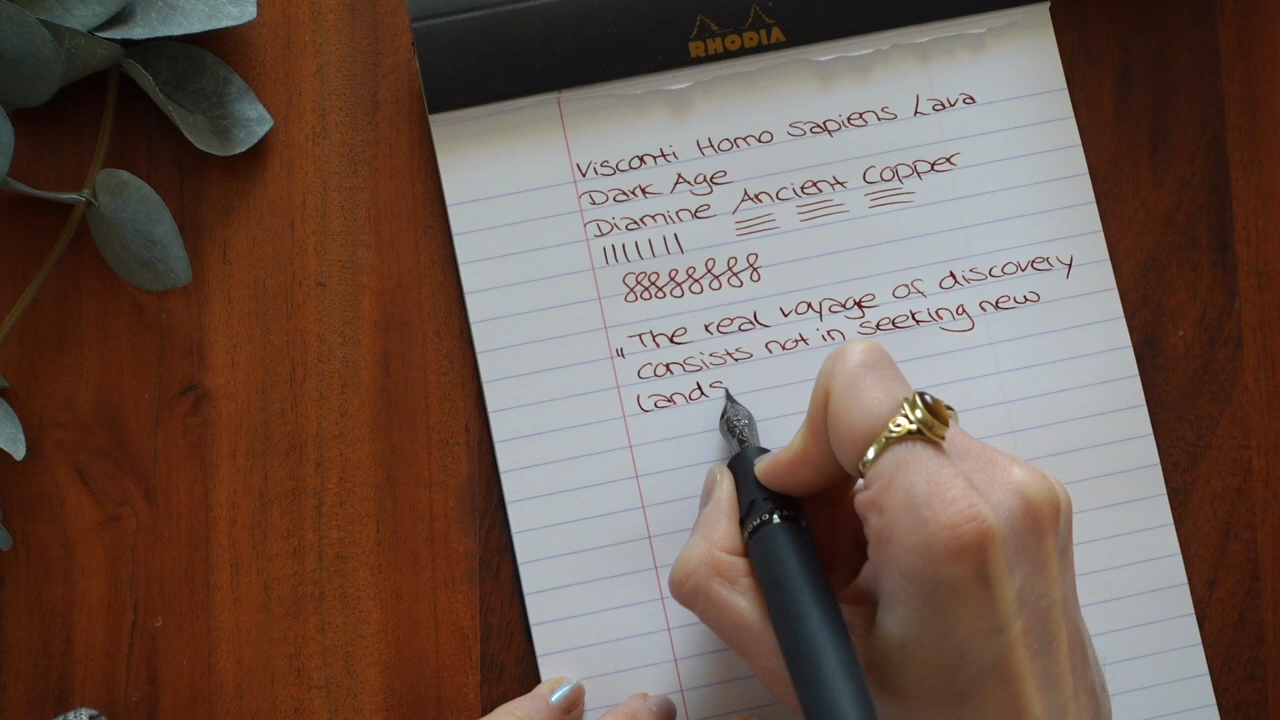 RHODIA
Visconti Homo Sapiens Lava
Dark Age
Diamine Ancient Copper
"The real voyage of discovery
consists not in seeking new
lands
HOMO